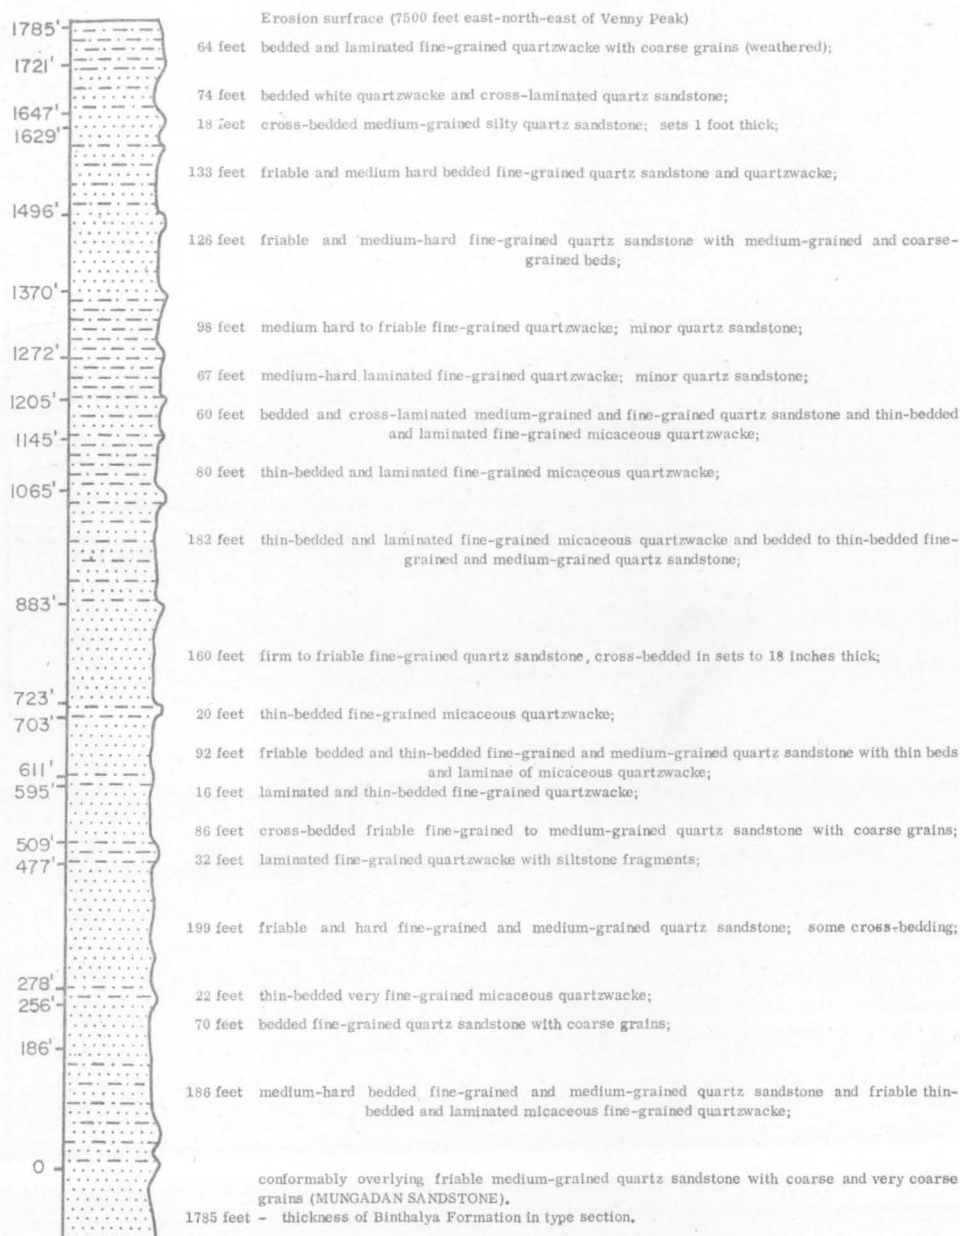 Erosion surfrace (7500 feet east-north-east of Venny Peak)
1785'
64 feet bedded and laminated fine-grained quartzwacke with coarse grains (weathered);
1721'
74 feet bedded white quartzwacke and cross-laminated quartz sandstone;
1647'
18 feet cross-bedded medium-grained silty quartz sandstone; sets 1 foot thick;
1629'
133 feet friable and medium hard bedded fine-grained quartz sandstone and quartzwacke;
1496'
126 feet friable and medium-hard fine-grained quartz sandstone with medium-grained and coarse-
grained beds;
1370'
98 feet medium hard to friable fine-grained quartzwacke; minor quartz sandstone;
1272'
67 feet medium-hard laminated fine-grained quartzwacke; minor quartz sandstone;
1205'
60 feet bedded and cross-laminated medium-grained and fine-grained quartz sandstone and thin-bedded
and laminated fine-grained micaceous quartzwacke;
1145'
80 feet thin-bedded and laminated fine-grained micaceous quartzwacke;
1065'
182 feet thin-bedded and laminated fine-grained micaceous quartzwacke and bedded to thin-bedded fine-
grained and medium-grained quartz sandstone;
883'
160 feet firm to friable fine-grained quartz sandstone, cross-bedded in sets to 18 inches thick;
723'
20 feet thin-bedded fine-grained micaceous quartzwacke;
703'
92 feet friable bedded and thin-bedded fine-grained and medium-grained quartz sandstone with thin beds
and laminae of micaceous quartzwacke;
611'
16 feet laminated and thin-bedded fine-grained quartzwacke;
595'
86 feet cross-bedded friable fine-grained to medium-grained quartz sandstone with coarse grains;
509'
32 feet laminated fine-grained quartzwacke with siltstone fragments;
477'
199 feet friable and hard fine-grained and medium-grained quartz sandstone; some cross-bedding;
278'
22 feet thin-bedded very fine-grained micaceous quartzwacke;
256'
70 feet bedded fine-grained quartz sandstone with coarse grains;
186'
186 feet medium-hard bedded fine-grained and medium-grained quartz sandstone and friable thin-
bedded and laminated micaceous fine-grained quartzwacke;
0
conformably overlying friable medium-grained quartz sandstone with coarse and very coarse
grains (MUNGADAN SANDSTONE).
1785 feet - thickness of Binthalya Formation in type section.